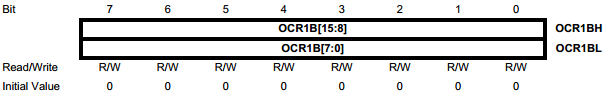 Bit 7 6 5 4 3 2 1 0
OCR1B[15:8] OCR1BH
OCR1B[7:0] OCR1BL
Read/Write R/W R/W R/W R/W R/W R/W R/W R/W
Initial Value 0 0 0 0 0 0 0 0